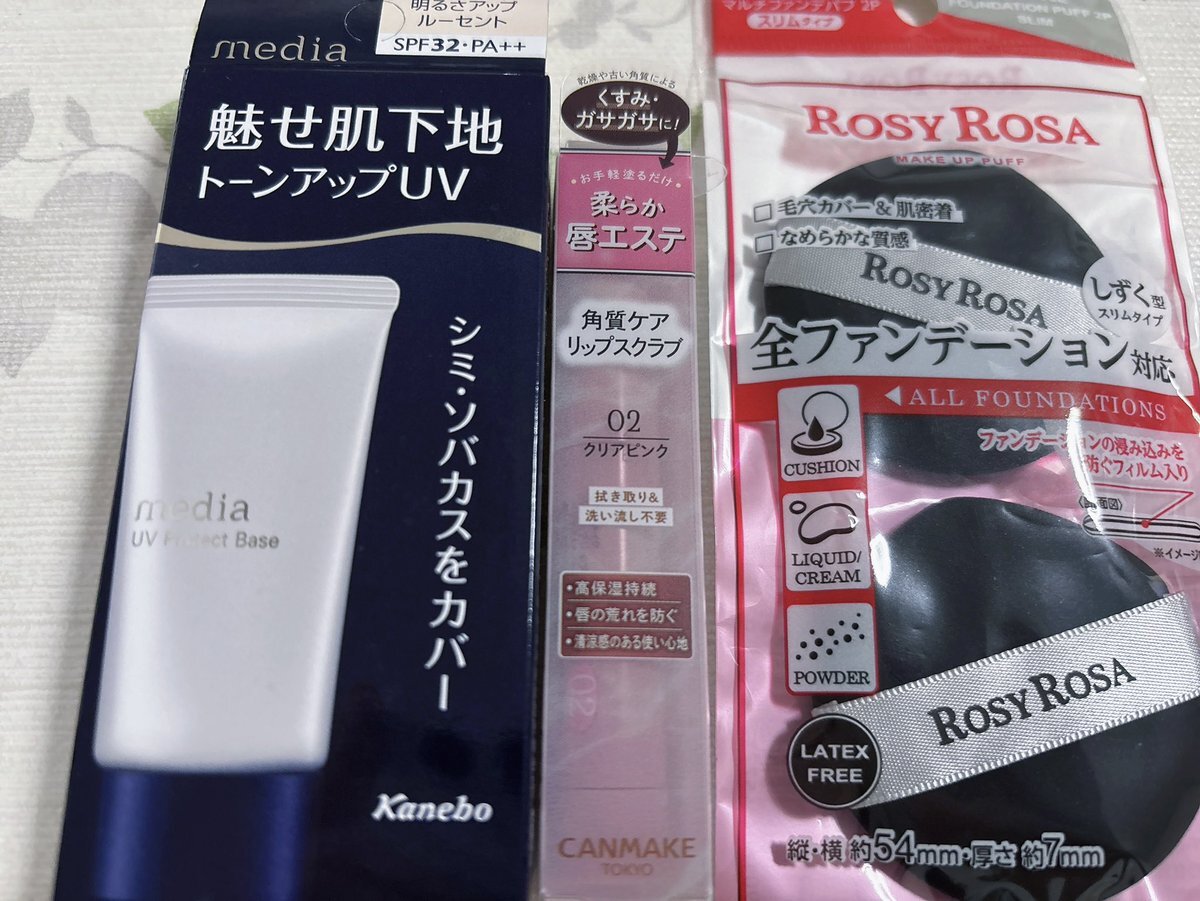 明るさアップ
ルーセント
SPF32・PA++
media
魅せ肌下地
トーンアップUV
シミ・ソバカスをカバー
media
UV Protect Base
Kanebo
乾燥や古い角質による
くすみ・
ガサガサに!
お手軽塗るだけ
柔らか
唇エステ
角質ケア
リップスクラブ
02
クリアピンク
拭き取り&
洗い流し不要
・高保湿持続
・唇の荒れを防ぐ
・清涼感のある使い心地
02
CANMAKE
TOKYO
マルチファンデパフ 2P
スリムタイプ
FOUNDATION PUFF 2P
SLIM
ROSY ROSA
MAKE UP PUFF
□毛穴カバー&肌密着
□なめらかな質感
ROSY ROSA
しずく型
スリムタイプ
全ファンデーション対応
◀ALL FOUNDATIONS
ファンデーションの浸み込みを
防ぐフィルム入り
面図》
※イメージ
CUSHION
LIQUID/
CREAM
POWDER
ROSY ROSA
LATEX
FREE
縦・横 約54mm・厚さ 約7mm